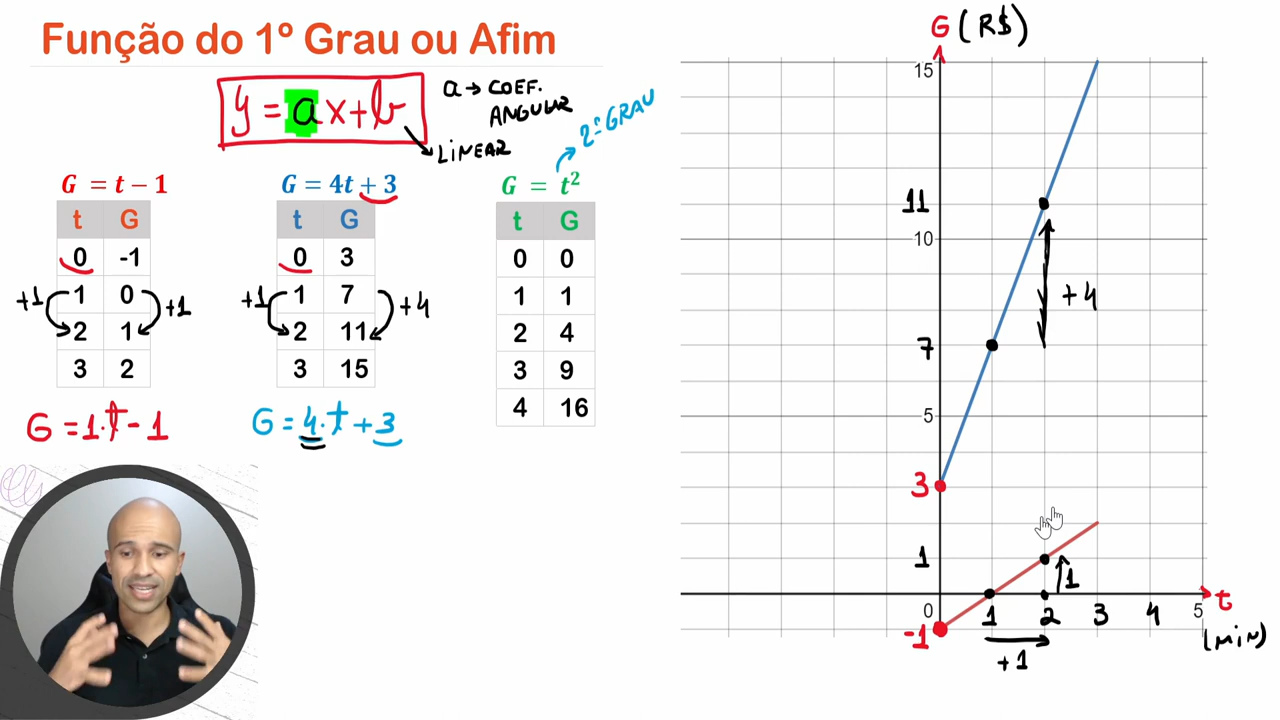 Função do 1º Grau ou Afim
y = ax+b
a → COEF. ANGULAR
LINEAR
2º GRAU
G = t − 1
t G
0 -1
1 0
2 1
3 2
+1
+1
G = 1·t − 1
G = 4t + 3
t G
0 3
1 7
2 11
3 15
+1
+4
G = 4·t + 3
G = t²
t G
0 0
1 1
2 4
3 9
4 16
G (R$)
15
11
10
+4
7
5
3
1
1
0
1 2 3 4 5
t
-1
(MIN)
+1